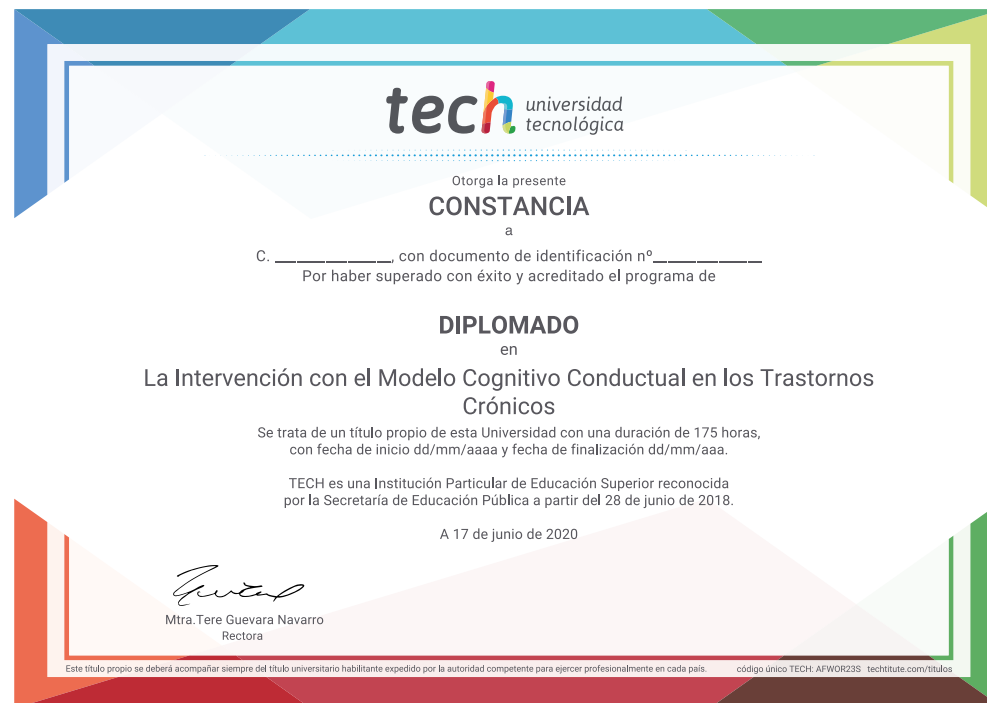 tech universidad
tecnológica
Otorga la presente
CONSTANCIA
a
C. ______________, con documento de identificación nº_____________
Por haber superado con éxito y acreditado el programa de
DIPLOMADO
en
La Intervención con el Modelo Cognitivo Conductual en los Trastornos
Crónicos
Se trata de un título propio de esta Universidad con una duración de 175 horas,
con fecha de inicio dd/mm/aaaa y fecha de finalización dd/mm/aaa.
TECH es una Institución Particular de Educación Superior reconocida
por la Secretaría de Educación Pública a partir del 28 de junio de 2018.
A 17 de junio de 2020
Mtra.Tere Guevara Navarro
Rectora
Este título propio se deberá acompañar siempre del título universitario habilitante expedido por la autoridad competente para ejercer profesionalmente en cada país.
código único TECH: AFWOR23S techtitute.com/titulos